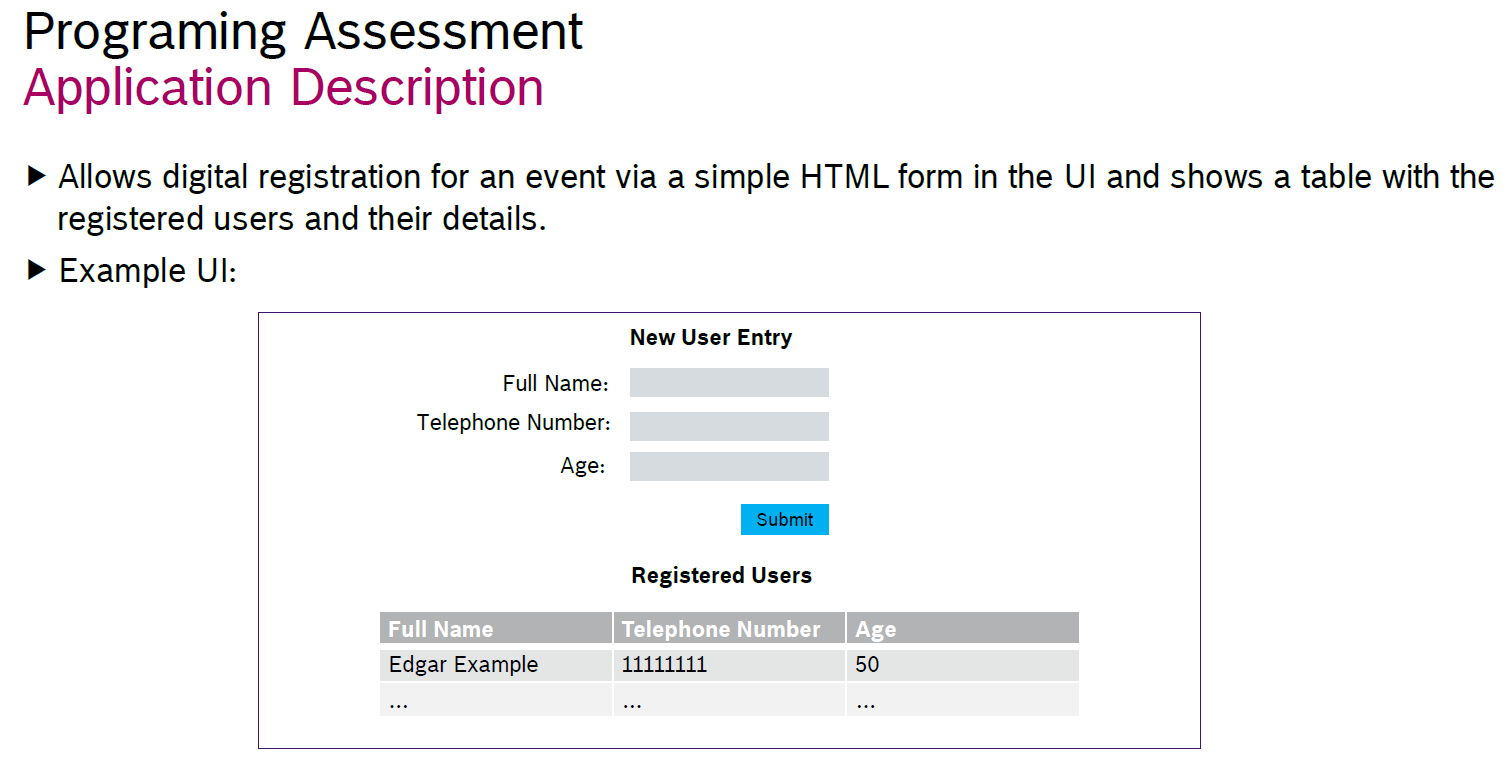 Programing Assessment
Application Description
▶ Allows digital registration for an event via a simple HTML form in the UI and shows a table with the
registered users and their details.
▶ Example UI:
New User Entry
Full Name:
Telephone Number:
Age:
Submit
Registered Users
Full Name Telephone Number Age
Edgar Example 11111111 50
... ... ...